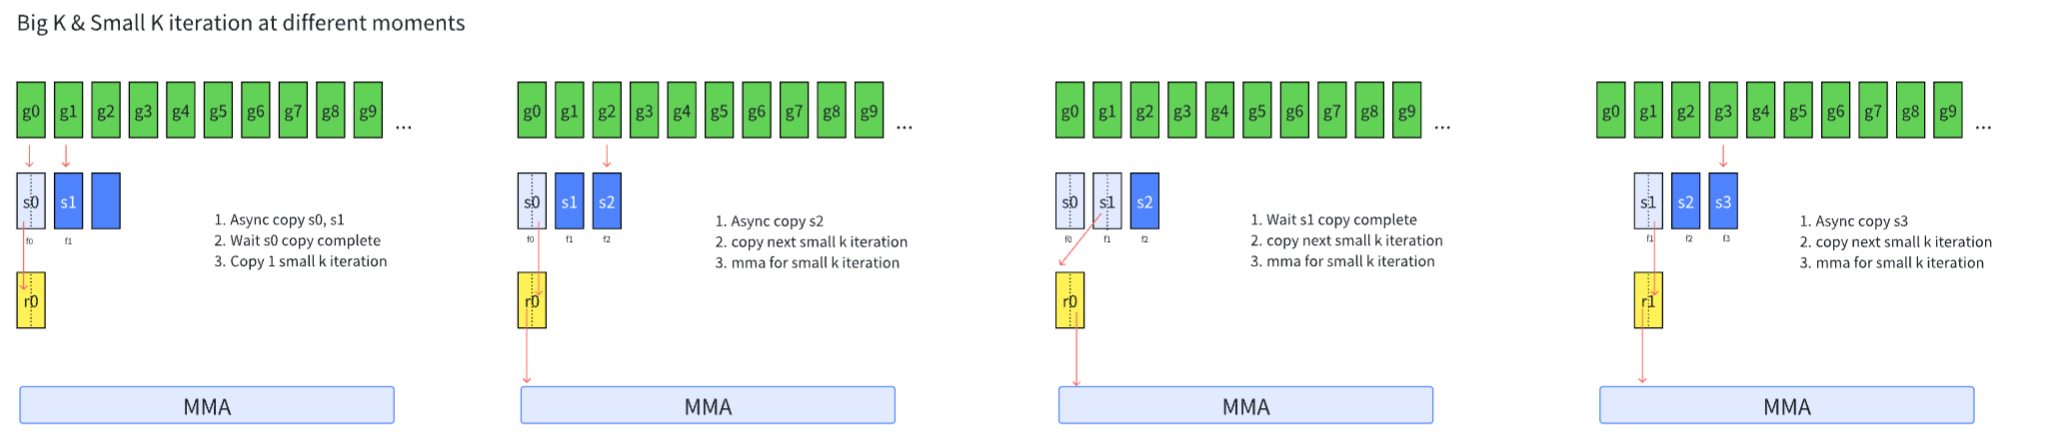 Big K & Small K iteration at different moments
g0 g1 g2 g3 g4 g5 g6 g7 g8 g9 ...
s0 s1
f0 f1
1. Async copy s0, s1
2. Wait s0 copy complete
3. Copy 1 small k iteration
r0
MMA
g0 g1 g2 g3 g4 g5 g6 g7 g8 g9 ...
s0 s1 s2
f0 f1 f2
1. Async copy s2
2. copy next small k iteration
3. mma for small k iteration
r0
MMA
g0 g1 g2 g3 g4 g5 g6 g7 g8 g9 ...
s0 s1 s2
f0 f1 f2
1. Wait s1 copy complete
2. copy next small k iteration
3. mma for small k iteration
r0
MMA
g0 g1 g2 g3 g4 g5 g6 g7 g8 g9 ...
s1 s2 s3
f1 f2 f3
1. Async copy s3
2. copy next small k iteration
3. mma for small k iteration
r1
MMA